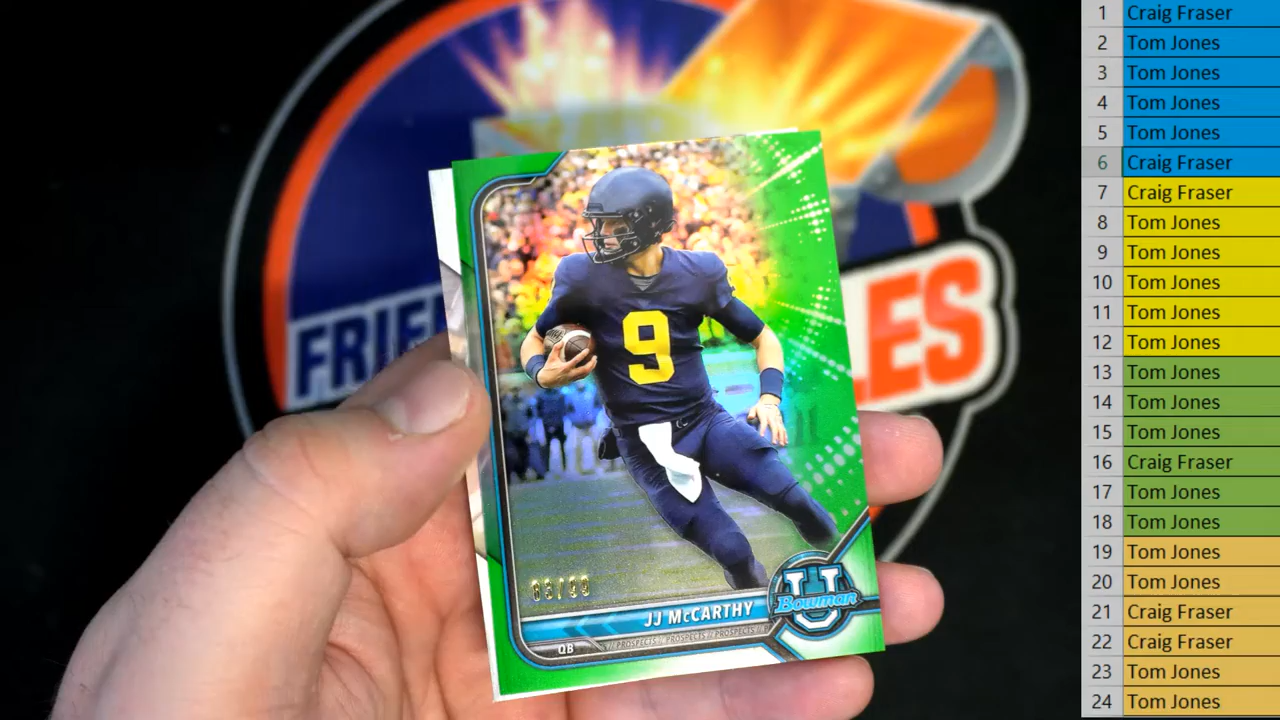 FRIE
LES
9
U
Bowman
JJ McCARTHY
QB
// PROSPECTS // PROSPECTS // PROSPECTS //
1 Craig Fraser
2 Tom Jones
3 Tom Jones
4 Tom Jones
5 Tom Jones
6 Craig Fraser
7 Craig Fraser
8 Tom Jones
9 Tom Jones
10 Tom Jones
11 Tom Jones
12 Tom Jones
13 Tom Jones
14 Tom Jones
15 Tom Jones
16 Craig Fraser
17 Tom Jones
18 Tom Jones
19 Tom Jones
20 Tom Jones
21 Craig Fraser
22 Craig Fraser
23 Tom Jones
24 Tom Jones